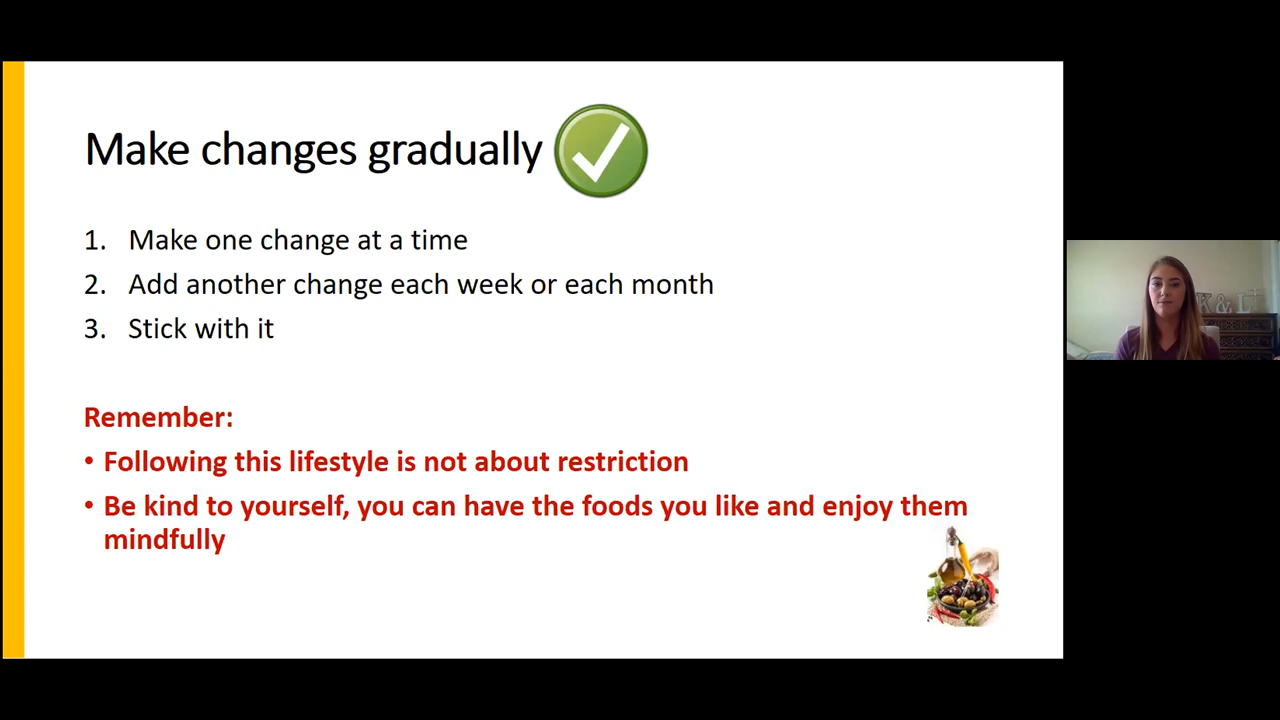 Make changes gradually
1. Make one change at a time
2. Add another change each week or each month
3. Stick with it
Remember:
• Following this lifestyle is not about restriction
• Be kind to yourself, you can have the foods you like and enjoy them
mindfully
K & L